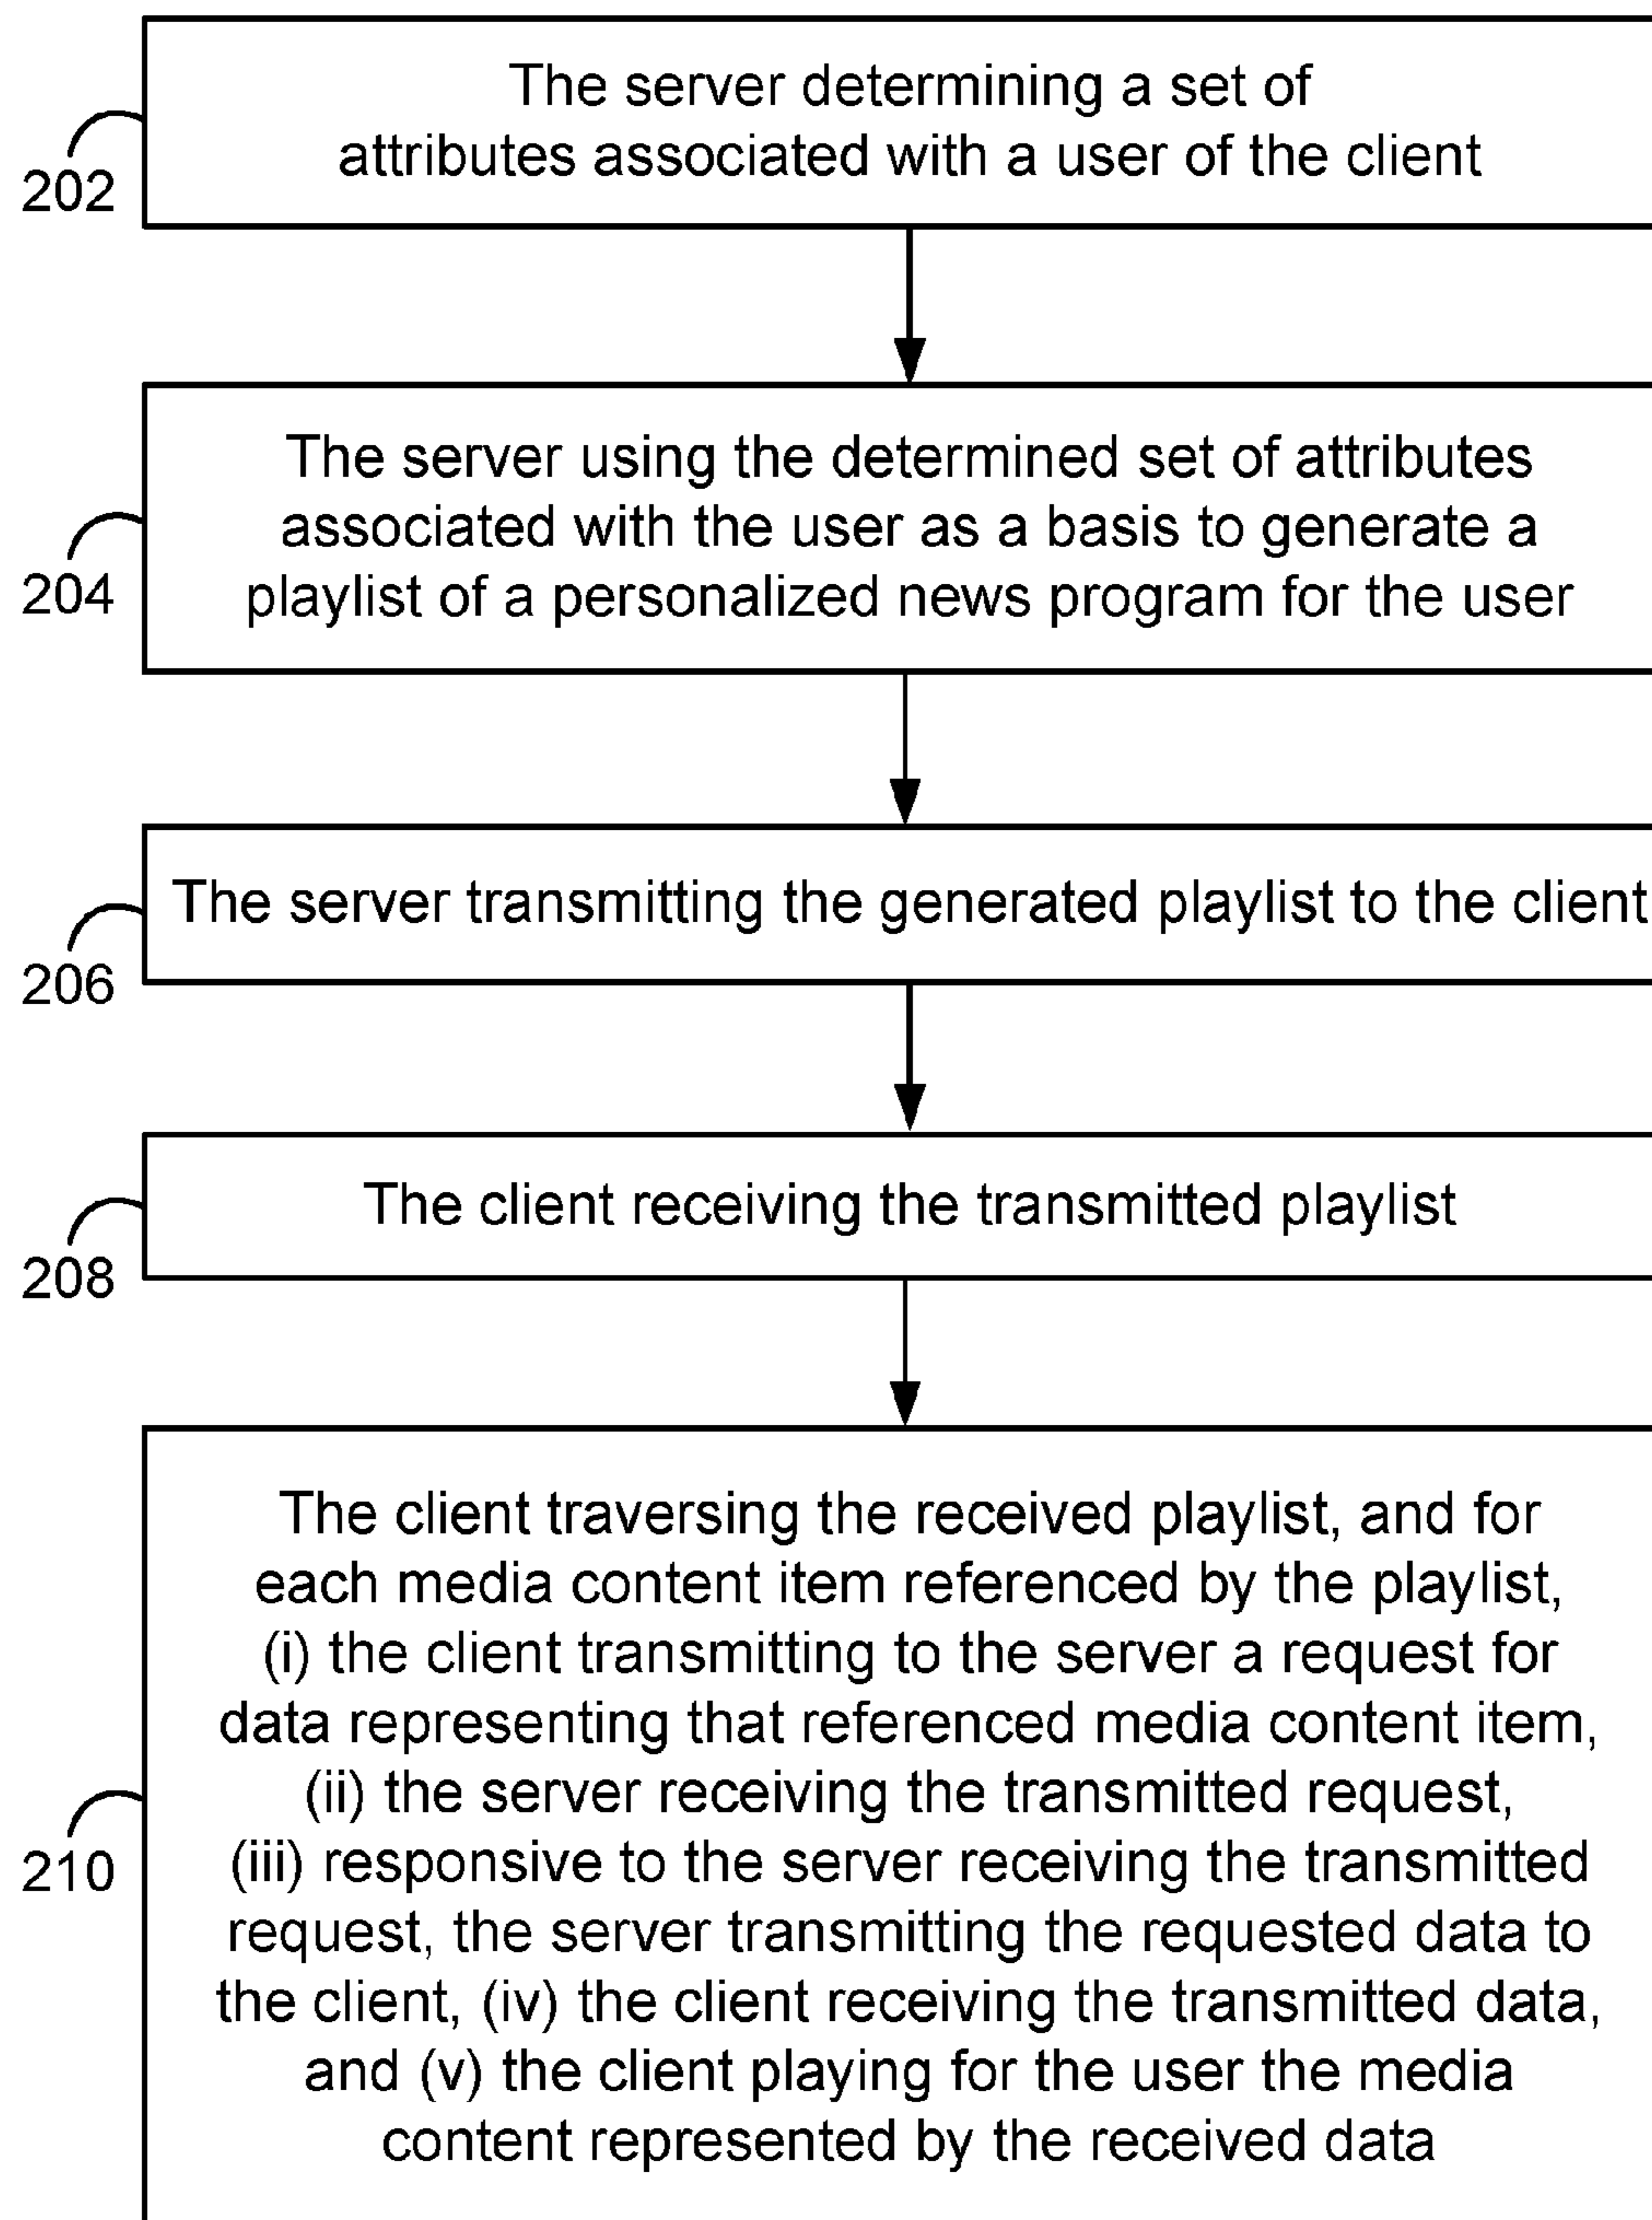 The server determining a set of
attributes associated with a user of the client
202
The server using the determined set of attributes
associated with the user as a basis to generate a
playlist of a personalized news program for the user
204
The server transmitting the generated playlist to the client
206
The client receiving the transmitted playlist
208
The client traversing the received playlist, and for
each media content item referenced by the playlist,
(i) the client transmitting to the server a request for
data representing that referenced media content item,
(ii) the server receiving the transmitted request,
(iii) responsive to the server receiving the transmitted
request, the server transmitting the requested data to
the client, (iv) the client receiving the transmitted data,
and (v) the client playing for the user the media
content represented by the received data
210